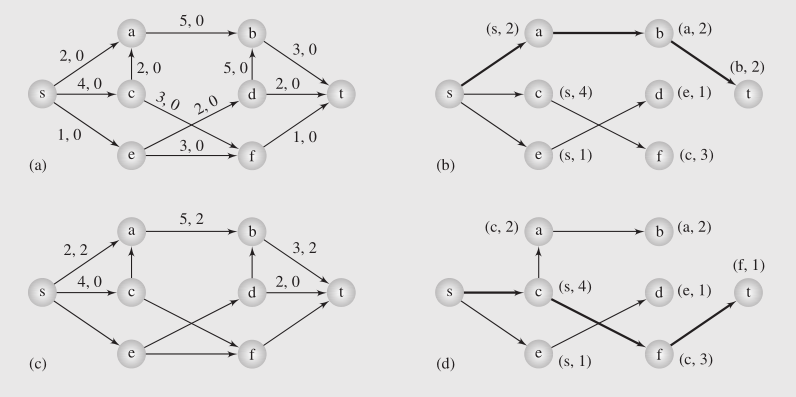 5, 0
a
b
2, 0
3, 0
2, 0
5, 0
s
4, 0
c
d
2, 0
t
3, 0
2, 0
1, 0
3, 0
1, 0
e
f
(a)
(s, 2)
a
b
(a, 2)
(b, 2)
s
c
(s, 4)
d
(e, 1)
t
e
(s, 1)
f
(c, 3)
(b)
5, 2
a
b
2, 2
3, 2
s
4, 0
c
d
2, 0
t
e
f
(c)
(c, 2)
a
b
(a, 2)
(f, 1)
s
c
(s, 4)
d
(e, 1)
t
e
(s, 1)
f
(c, 3)
(d)